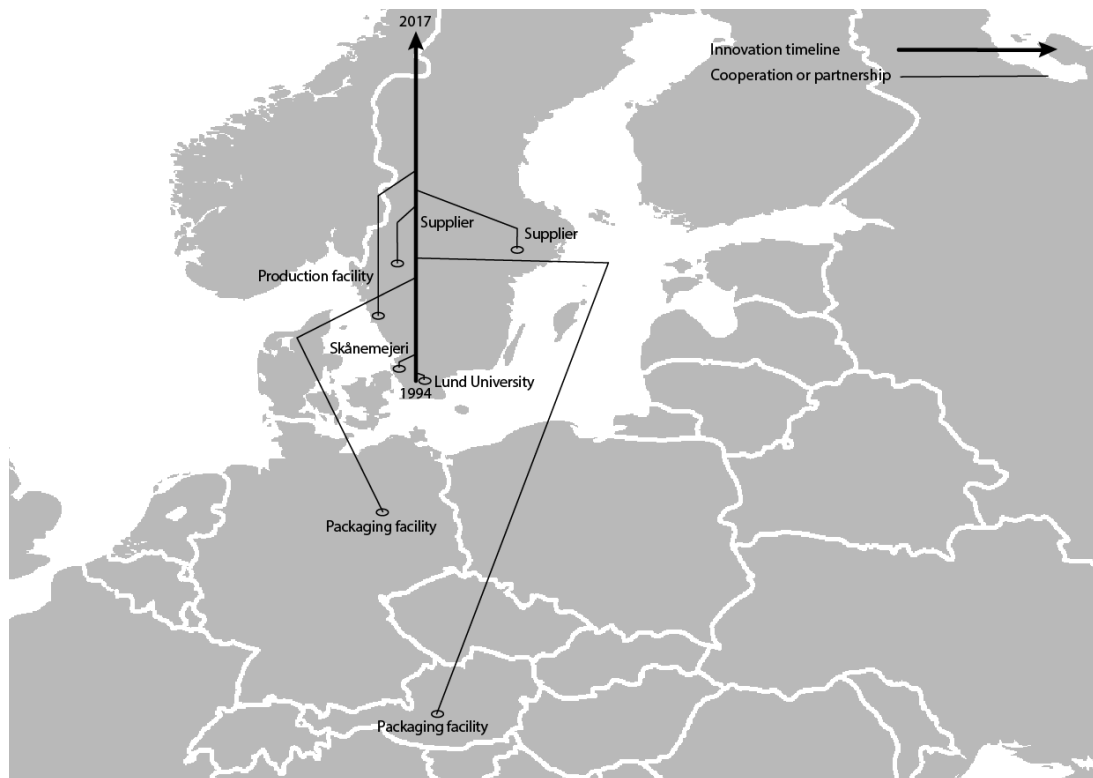 2017
Innovation timeline
Cooperation or partnership
Supplier
Supplier
Production facility
Skånemejeri
Lund University
1994
Packaging facility
Packaging facility